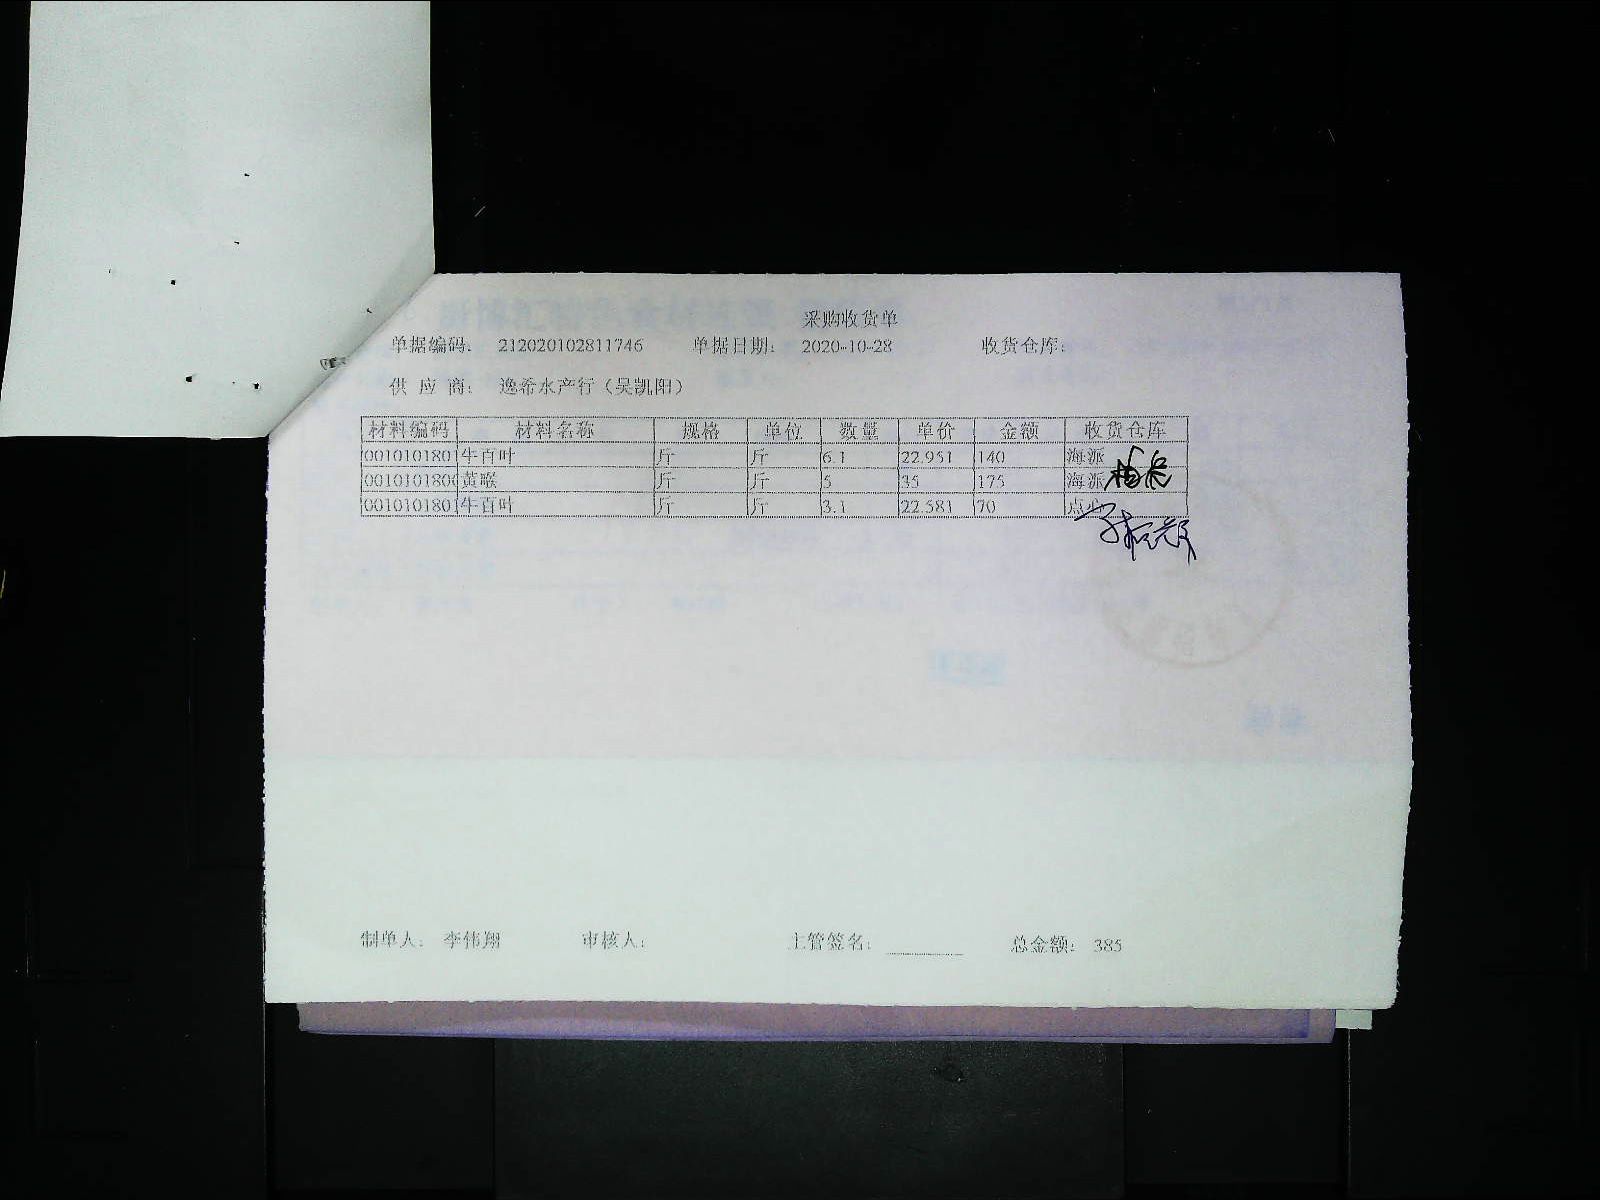 采购收货单
单据编码: 212020102811746 单据日期: 2020-10-28 收货仓库:
供 应 商: 逸希水产行（吴凯阳）
材料编码 材料名称 规格 单位 数量 单价 金额 收货仓库
001010180 牛百叶 斤 斤 6.1 22.951 140 海派
001010180 黄喉 斤 斤 5 35 175 海派
001010180 牛百叶 斤 斤 3.1 22.581 70 点心
制单人: 李伟翔 审核人: 主管签名: 总金额: 385